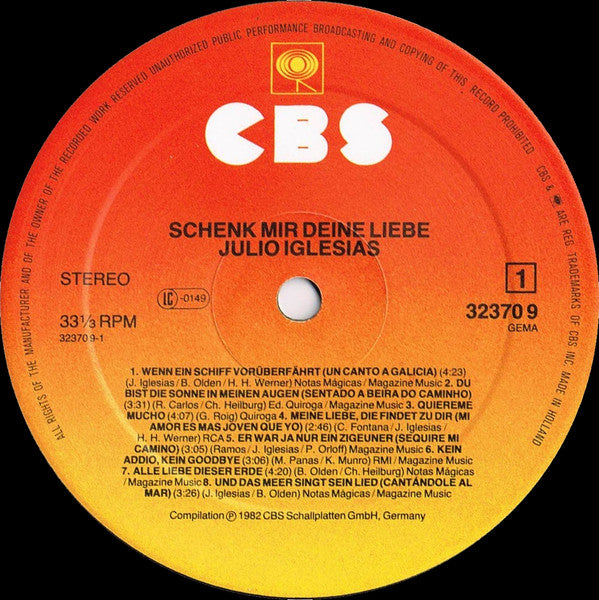 ALL RIGHTS OF THE MANUFACTURER AND OF THE OWNER OF THE RECORDED WORK RESERVED UNAUTHORIZED PUBLIC PERFORMANCE BROADCASTING AND COPYING OF THIS RECORD PROHIBITED CBS & ARE REG. TRADEMARKS OF CBS INC. MADE IN HOLLAND
CBS
SCHENK MIR DEINE LIEBE
JULIO IGLESIAS
STEREO
LC -0149
1
33⅓ RPM
32370 9
32370 9-1
GEMA
1. WENN EIN SCHIFF VORÜBERFÄHRT (UN CANTO A GALICIA) (4:23)
(J. Iglesias / B. Olden / H. H. Werner) Notas Mágicas / Magazine Music 2. DU
BIST DIE SONNE IN MEINEN AUGEN (SENTADO A BEIRA DO CAMINHO)
(3:31) (R. Carlos / Ch. Heilburg) Ed. Quiroga / Magazine Music 3. QUIEREME
MUCHO (4:07) (G. Roig) Quiroga 4. MEINE LIEBE, DIE FINDET ZU DIR (MI
AMOR ES MAS JOVEN QUE YO) (2:46) (C. Fontana / J. Iglesias /
H. H. Werner) RCA 5. ER WAR JA NUR EIN ZIGEUNER (SEQUIRE MI
CAMINO) (3:05) (Ramos / J. Iglesias / P. Orloff) Magazine Music 6. KEIN
ADDIO, KEIN GOODBYE (3:06) (M. Panas / K. Munro) RMI / Magazine Music
7. ALLE LIEBE DIESER ERDE (4:20) (B. Olden / Ch. Heilburg) Notas Mágicas
/ Magazine Music 8. UND DAS MEER SINGT SEIN LIED (CANTÁNDOLE AL
MAR) (3:26) (J. Iglesias / B. Olden) Notas Mágicas / Magazine Music
Compilation ℗ 1982 CBS Schallplatten GmbH, Germany